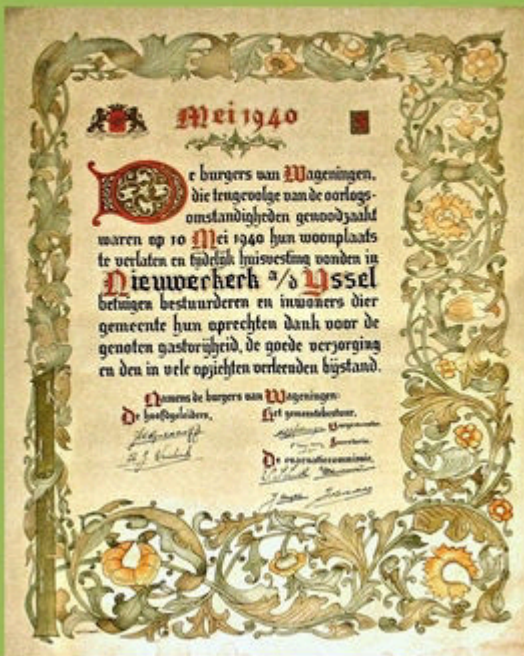 Mei 1940
De burgers van Wageningen,
die tengevolge van de oorlogs-
omstandigheden genoodzaakt
waren op 10 Mei 1940 hun woonplaats
te verlaten en tijdelijk huisvesting vonden in
Nieuwerkerk a/d Yssel
betuigen bestuurderen en inwoners dier
gemeente hun oprechten dank voor de
genoten gastvrijheid, de goede verzorging
en den in vele opzichten verleenden bijstand.
Namens de burgers van Wageningen:
De hoofdgeleiders,
Het gemeentebestuur,
Burgemeester
Secretaris
De evacuatiecommissie,